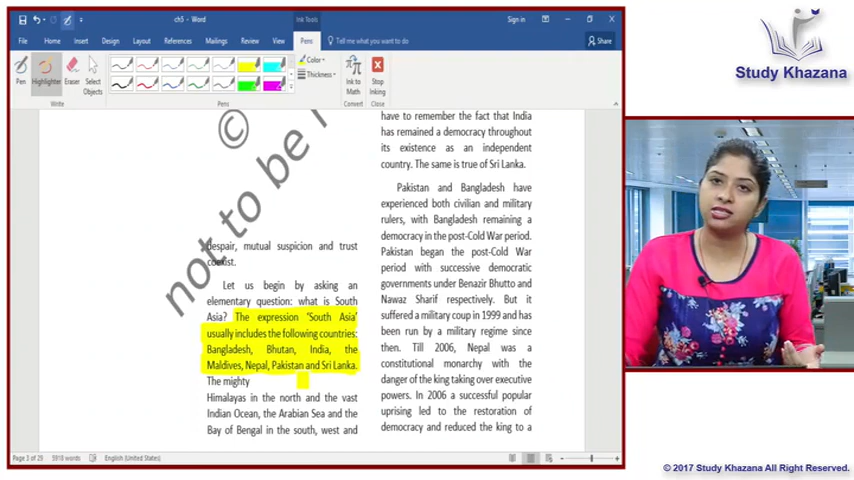 ch5 - Word
Ink Tools
Sign in
File
Home
Insert
Design
Layout
References
Mailings
Review
View
Pens
Tell me what you want to do
Share
Pen
Highlighter
Eraser
Select
Objects
Color
Thickness
Ink to
Math
Stop
Inking
Write
Pens
Convert
Close
© not to be r
despair, mutual suspicion and trust
coexist.
Let us begin by asking an
elementary question: what is South
Asia? The expression ‘South Asia’
usually includes the following countries:
Bangladesh, Bhutan, India, the
Maldives, Nepal, Pakistan and Sri Lanka.
The mighty
Himalayas in the north and the vast
Indian Ocean, the Arabian Sea and the
Bay of Bengal in the south, west and
have to remember the fact that India
has remained a democracy throughout
its existence as an independent
country. The same is true of Sri Lanka.
Pakistan and Bangladesh have
experienced both civilian and military
rulers, with Bangladesh remaining a
democracy in the post-Cold War period.
Pakistan began the post-Cold War
period with successive democratic
governments under Benazir Bhutto and
Nawaz Sharif respectively. But it
suffered a military coup in 1999 and has
been run by a military regime since
then. Till 2006, Nepal was a
constitutional monarchy with the
danger of the king taking over executive
powers. In 2006 a successful popular
uprising led to the restoration of
democracy and reduced the king to a
Page 3 of 25
5918 words
English (United States)
100%
Study Khazana
© 2017 Study Khazana All Right Reserved.